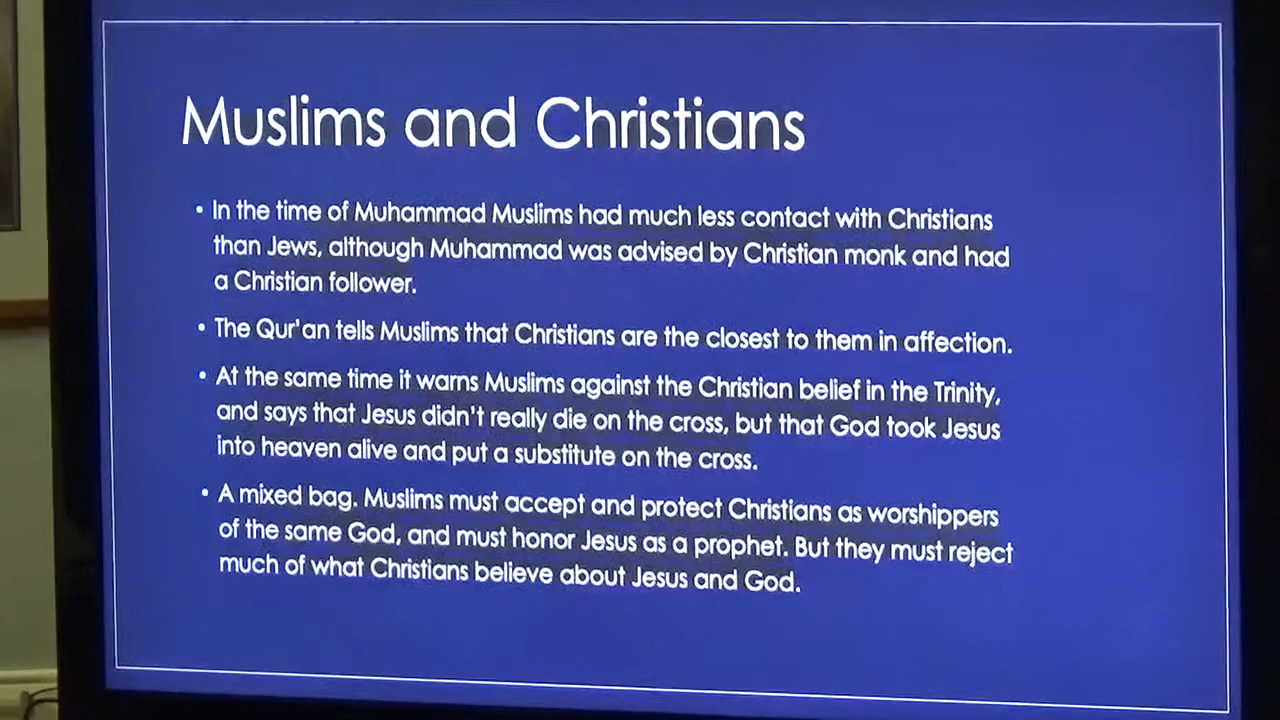 Muslims and Christians
• In the time of Muhammad Muslims had much less contact with Christians
than Jews, although Muhammad was advised by Christian monk and had
a Christian follower.
• The Qur'an tells Muslims that Christians are the closest to them in affection.
• At the same time it warns Muslims against the Christian belief in the Trinity,
and says that Jesus didn't really die on the cross, but that God took Jesus
into heaven alive and put a substitute on the cross.
• A mixed bag. Muslims must accept and protect Christians as worshippers
of the same God, and must honor Jesus as a prophet. But they must reject
much of what Christians believe about Jesus and God.